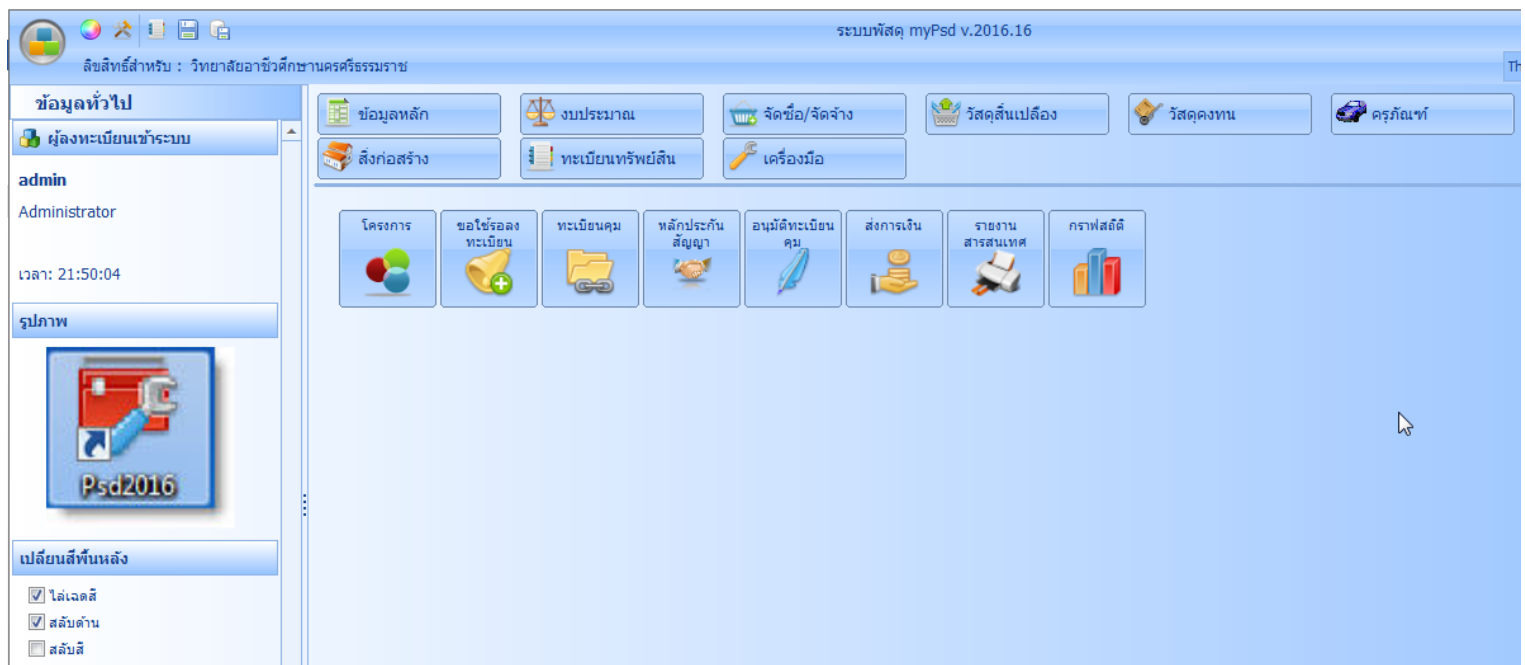 ระบบพัสดุ myPsd v.2016.16
ลิขสิทธิ์สำหรับ : วิทยาลัยอาชีวศึกษานครศรีธรรมราช
Th
ข้อมูลทั่วไป
ผู้ลงทะเบียนเข้าระบบ
admin
Administrator
เวลา: 21:50:04
รูปภาพ
Psd2016
เปลี่ยนสีพื้นหลัง
ไล่เฉดสี
สลับด้าน
สลับสี
ข้อมูลหลัก
งบประมาณ
จัดซื้อ/จัดจ้าง
วัสดุสิ้นเปลือง
วัสดุคงทน
ครุภัณฑ์
สิ่งก่อสร้าง
ทะเบียนทรัพย์สิน
เครื่องมือ
โครงการ
ขอใช้รอลง
ทะเบียน
ทะเบียนคุม
หลักประกัน
สัญญา
อนุมัติทะเบียน
คุม
ส่งการเงิน
รายงาน
สารสนเทศ
กราฟสถิติ